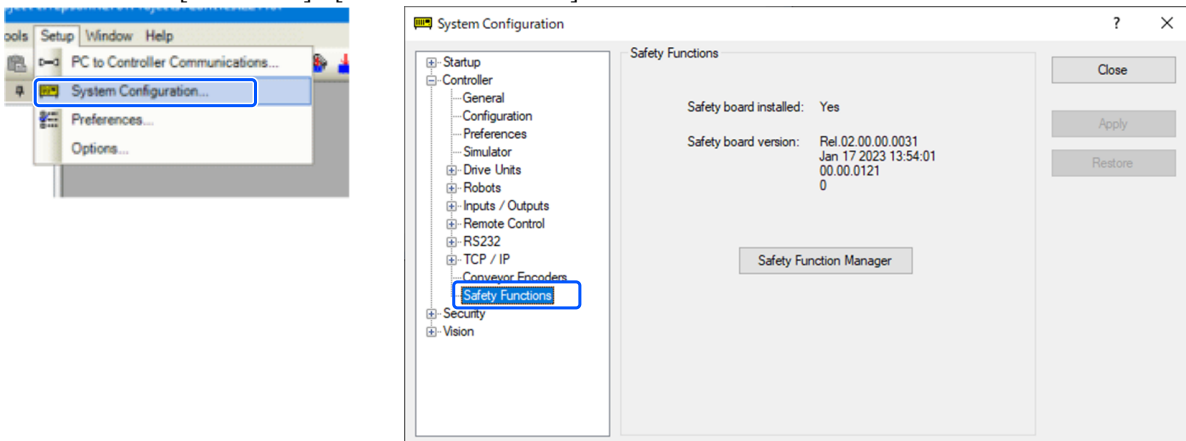 Setup Window Help
PC to Controller Communications...
System Configuration...
Preferences...
Options...
System Configuration
?
Startup
Controller
General
Configuration
Preferences
Simulator
Drive Units
Robots
Inputs / Outputs
Remote Control
RS232
TCP / IP
Conveyor Encoders
Safety Functions
Security
Vision
Safety Functions
Safety board installed: Yes
Safety board version: Rel.02.00.00.0031
Jan 17 2023 13:54:01
00.00.0121
0
Safety Function Manager
Close
Apply
Restore